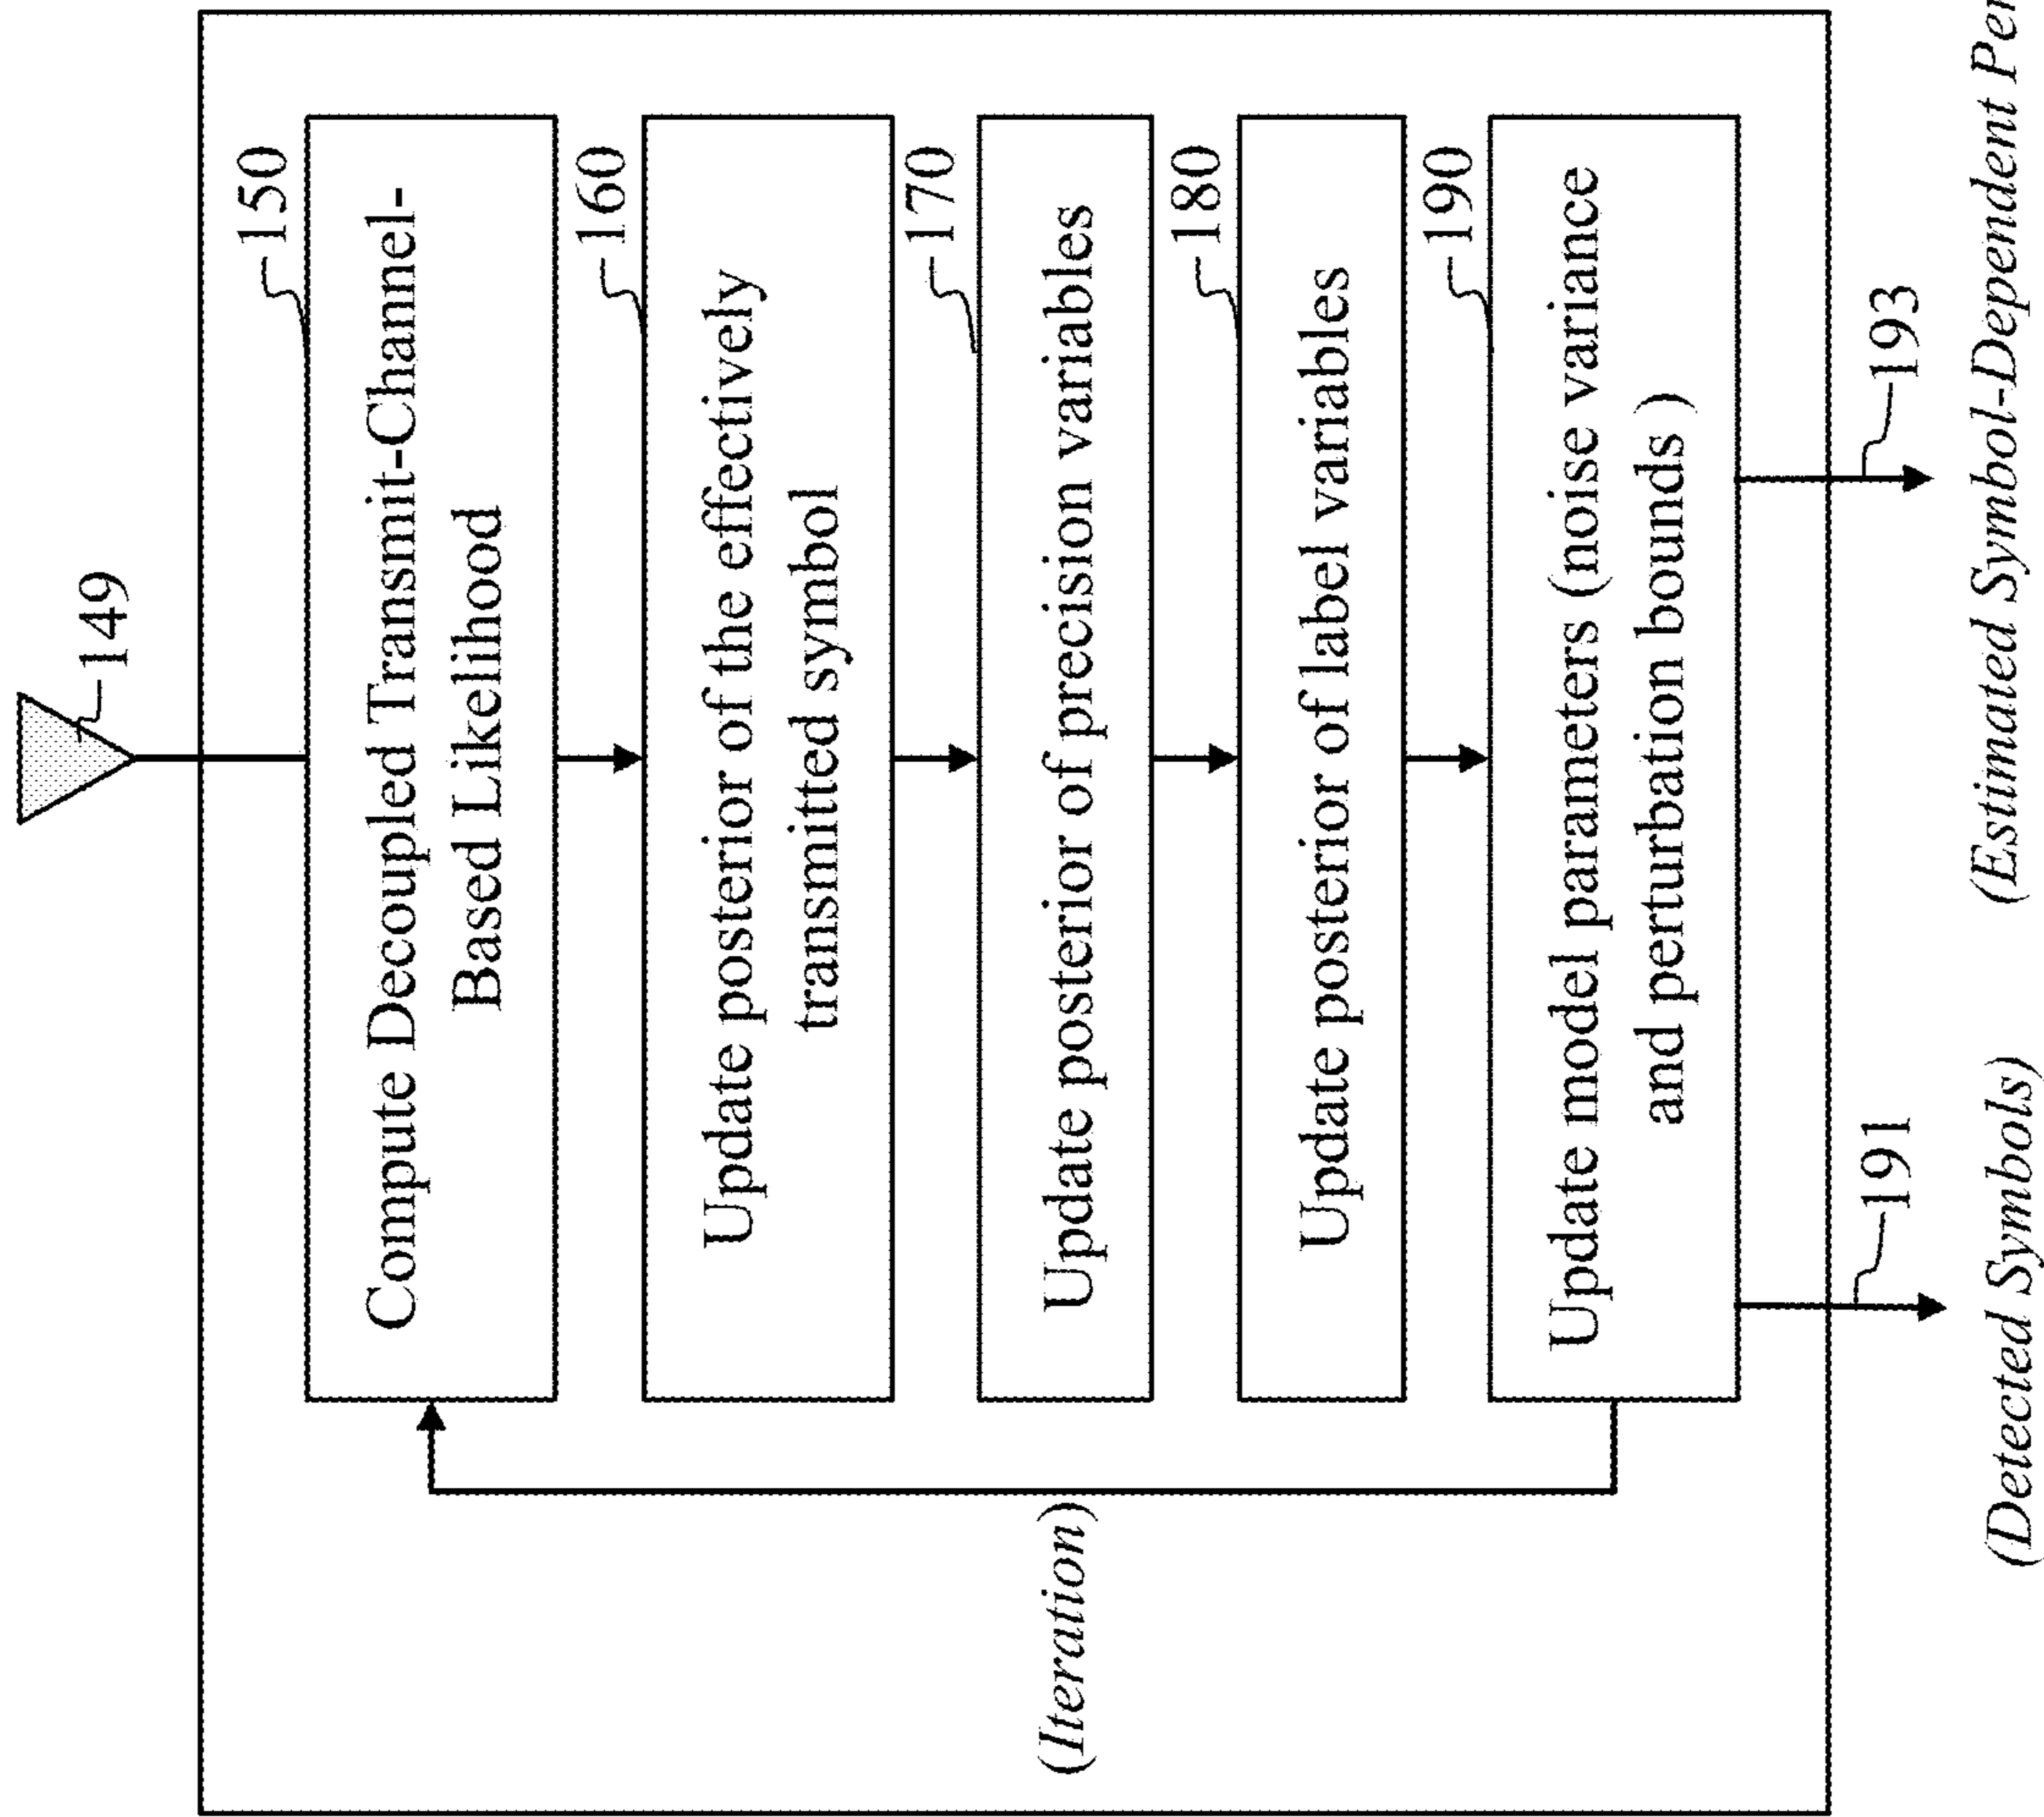 149
150
Compute Decoupled Transmit-Channel-
Based Likelihood
160
Update posterior of the effectively
transmitted symbol
170
Update posterior of precision variables
180
Update posterior of label variables
190
Update model parameters (noise variance
and perturbation bounds )
(Iteration)
191
193
(Detected Symbols)
(Estimated Symbol-Dependent